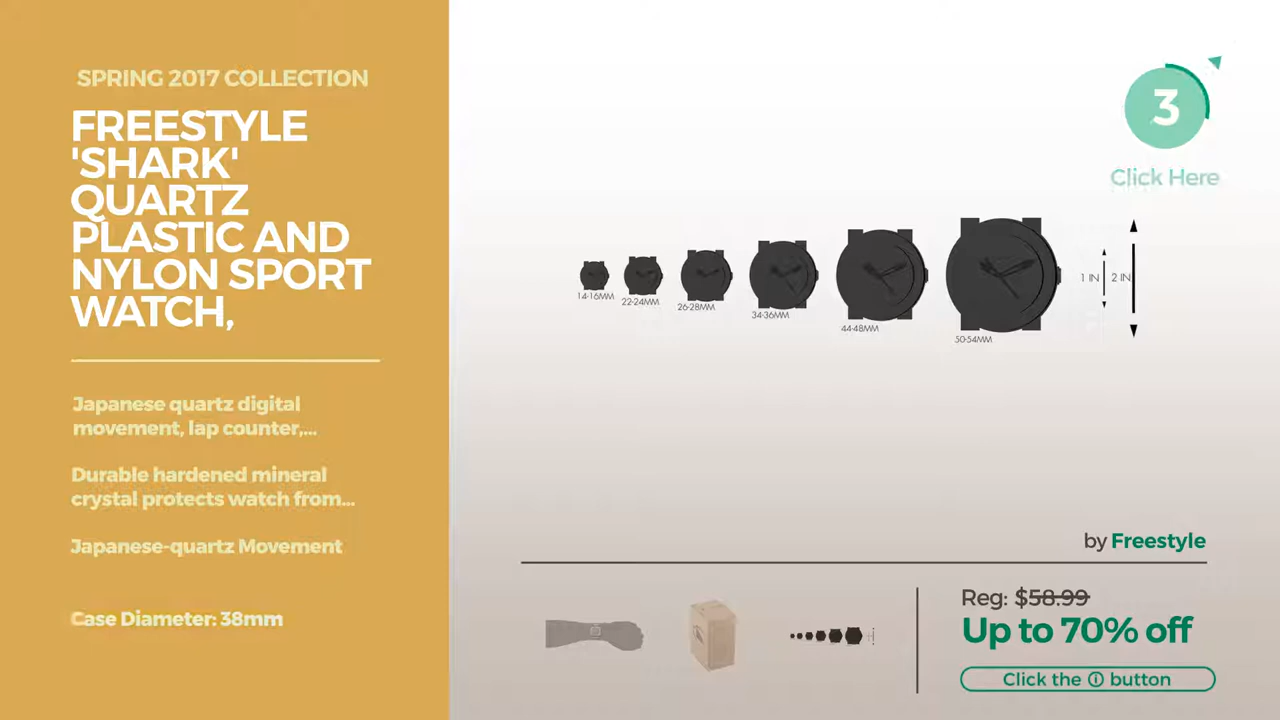 SPRING 2017 COLLECTION
FREESTYLE
'SHARK'
QUARTZ
PLASTIC AND
NYLON SPORT
WATCH,
Japanese quartz digital
movement, lap counter,...
Durable hardened mineral
crystal protects watch from...
Japanese-quartz Movement
Case Diameter: 38mm
3
Click Here
14-16MM
22-24MM
26-28MM
34-36MM
44-48MM
50-54MM
1 IN
2 IN
by Freestyle
Reg: $58.99
Up to 70% off
Click the ⓘ button